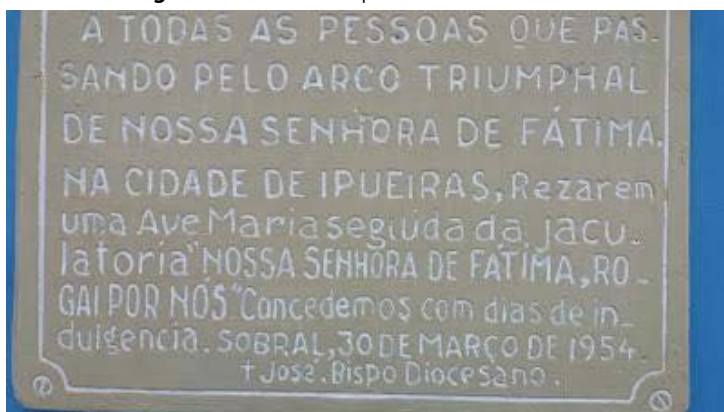 A TODAS AS PESSOAS QUE PAS-
SANDO PELO ARCO TRIUMPHAL
DE NOSSA SENHORA DE FÁTIMA.
NA CIDADE DE IPUEIRAS, Rezarem
uma Ave Maria seguida da jacu-
latoria "NOSSA SENHORA DE FÁTIMA, RO-
GAI POR NÓS" Concedemos com dias de in-
dulgencia. SOBRAL, 30 DE MARÇO DE 1954.
† José. Bispo Diocesano.